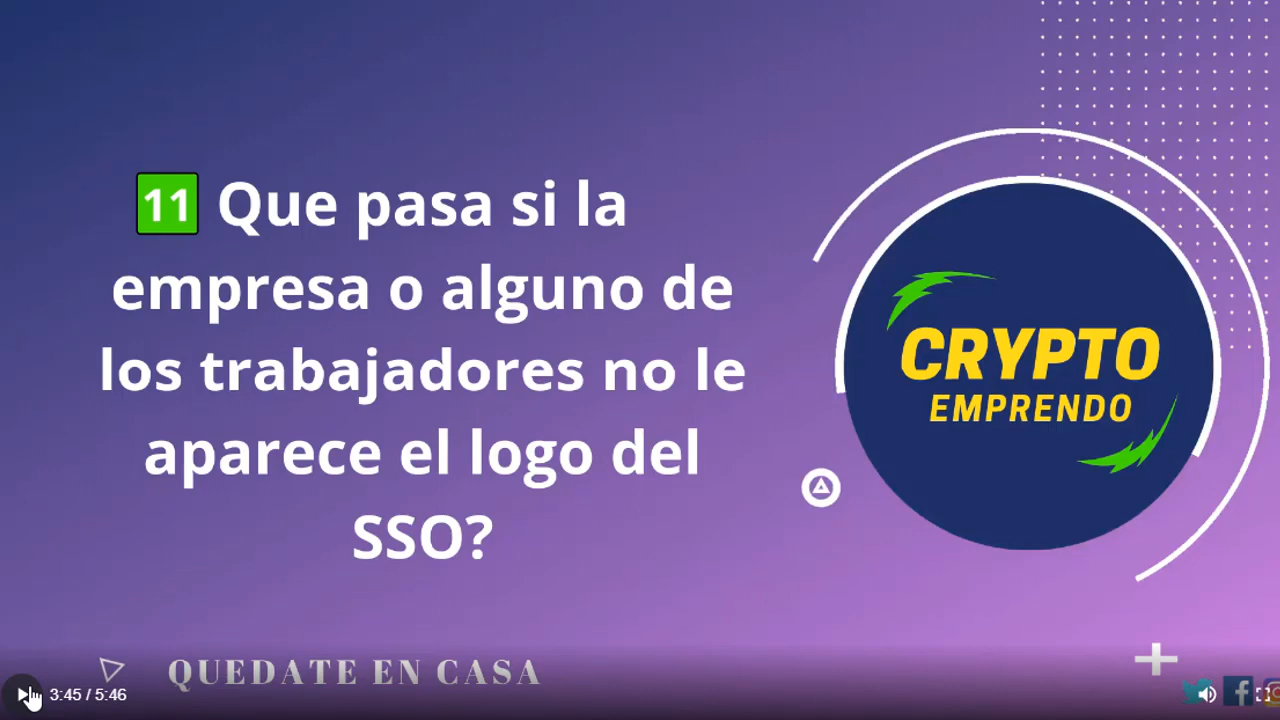 11 Que pasa si la
empresa o alguno de
los trabajadores no le
aparece el logo del
SSO?
CRYPTO
EMPRENDO
QUEDATE EN CASA
3:45 / 5:46